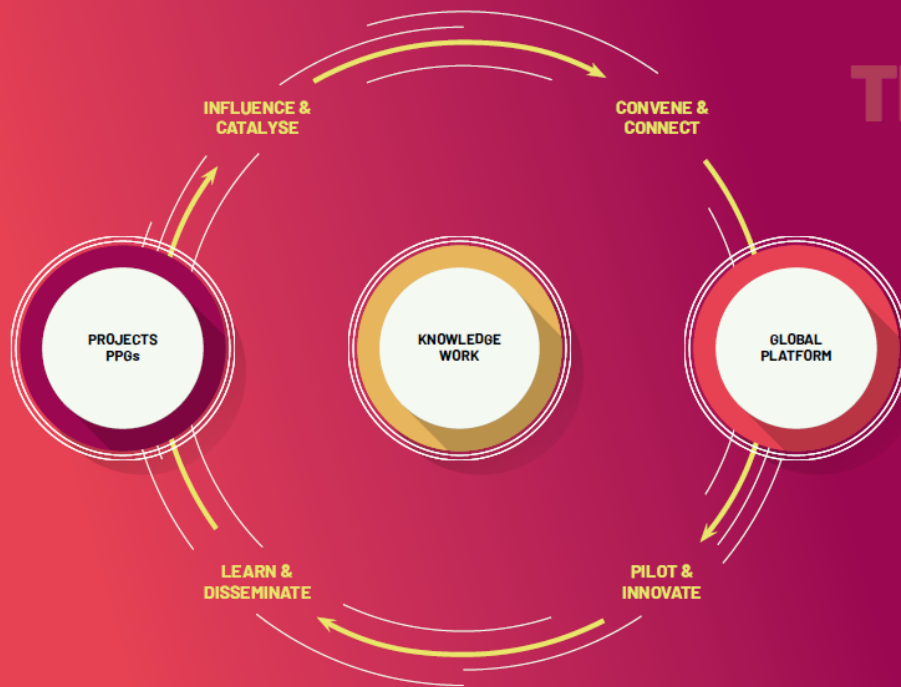 INFLUENCE &
CATALYSE
CONVENE &
CONNECT
PROJECTS
PPGs
KNOWLEDGE
WORK
GLOBAL
PLATFORM
LEARN &
DISSEMINATE
PILOT &
INNOVATE